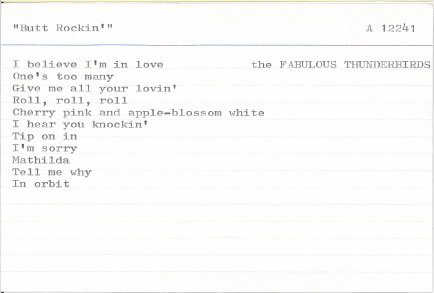 "Butt Rockin'" A 12241
I believe I'm in love the FABULOUS THUNDERBIRDS
One's too many
Give me all your lovin'
Roll, roll, roll
Cherry pink and apple-blossom white
I hear you knockin'
Tip on in
I'm sorry
Mathilda
Tell me why
In orbit